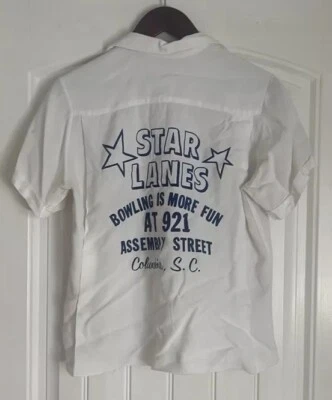 STAR
LANES
BOWLING IS MORE FUN
AT 921
ASSEMBLY STREET
Columbia, S.C.